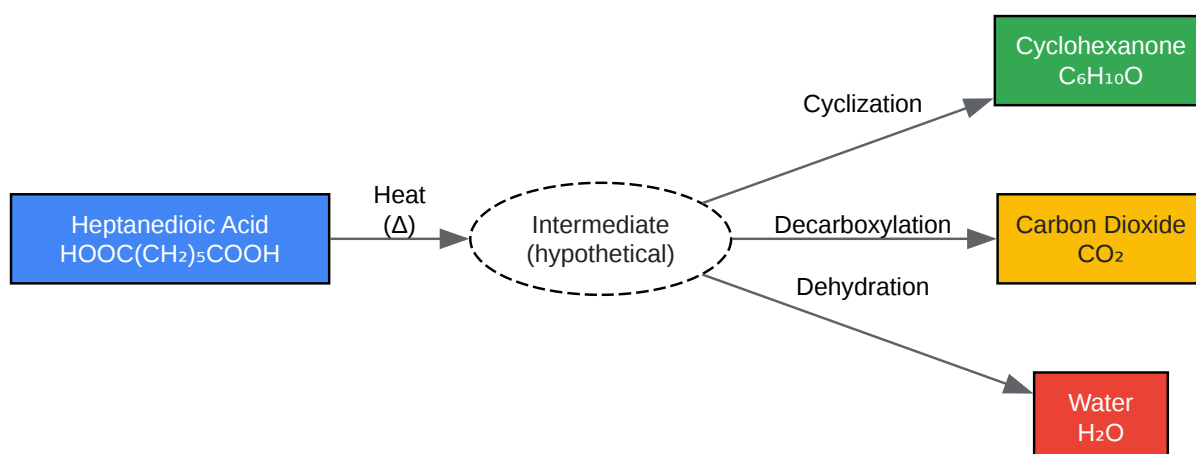 Cyclohexanone
C₆H₁₀O
Cyclization
Heat
(Δ)
Heptanedioic Acid
HOOC(CH₂)₅COOH
Intermediate
(hypothetical)
Decarboxylation
Carbon Dioxide
CO₂
Dehydration
Water
H₂O